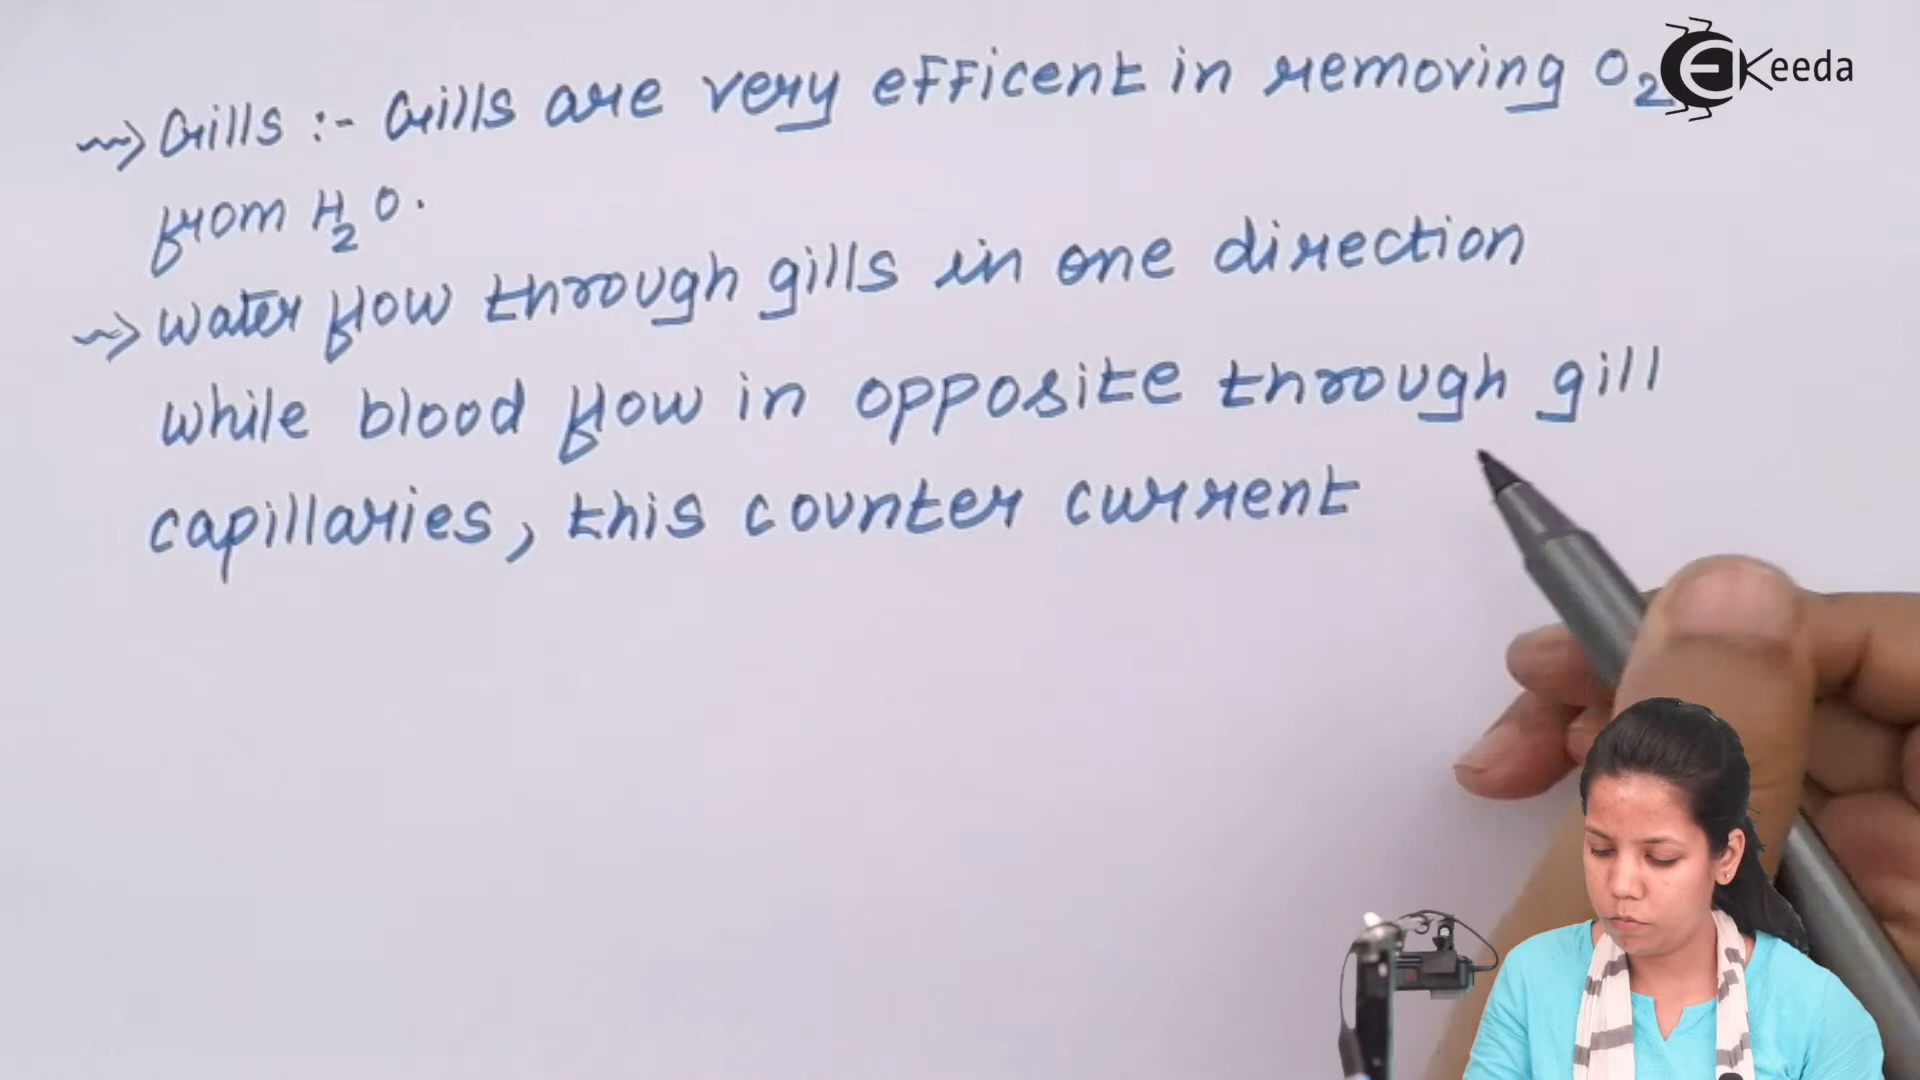 ~> Gills :- Gills are very efficent in removing O2
from H2O.
~> Water flow through gills in one direction
while blood flow in opposite through gill
capillaries, this counter current
eKeeda